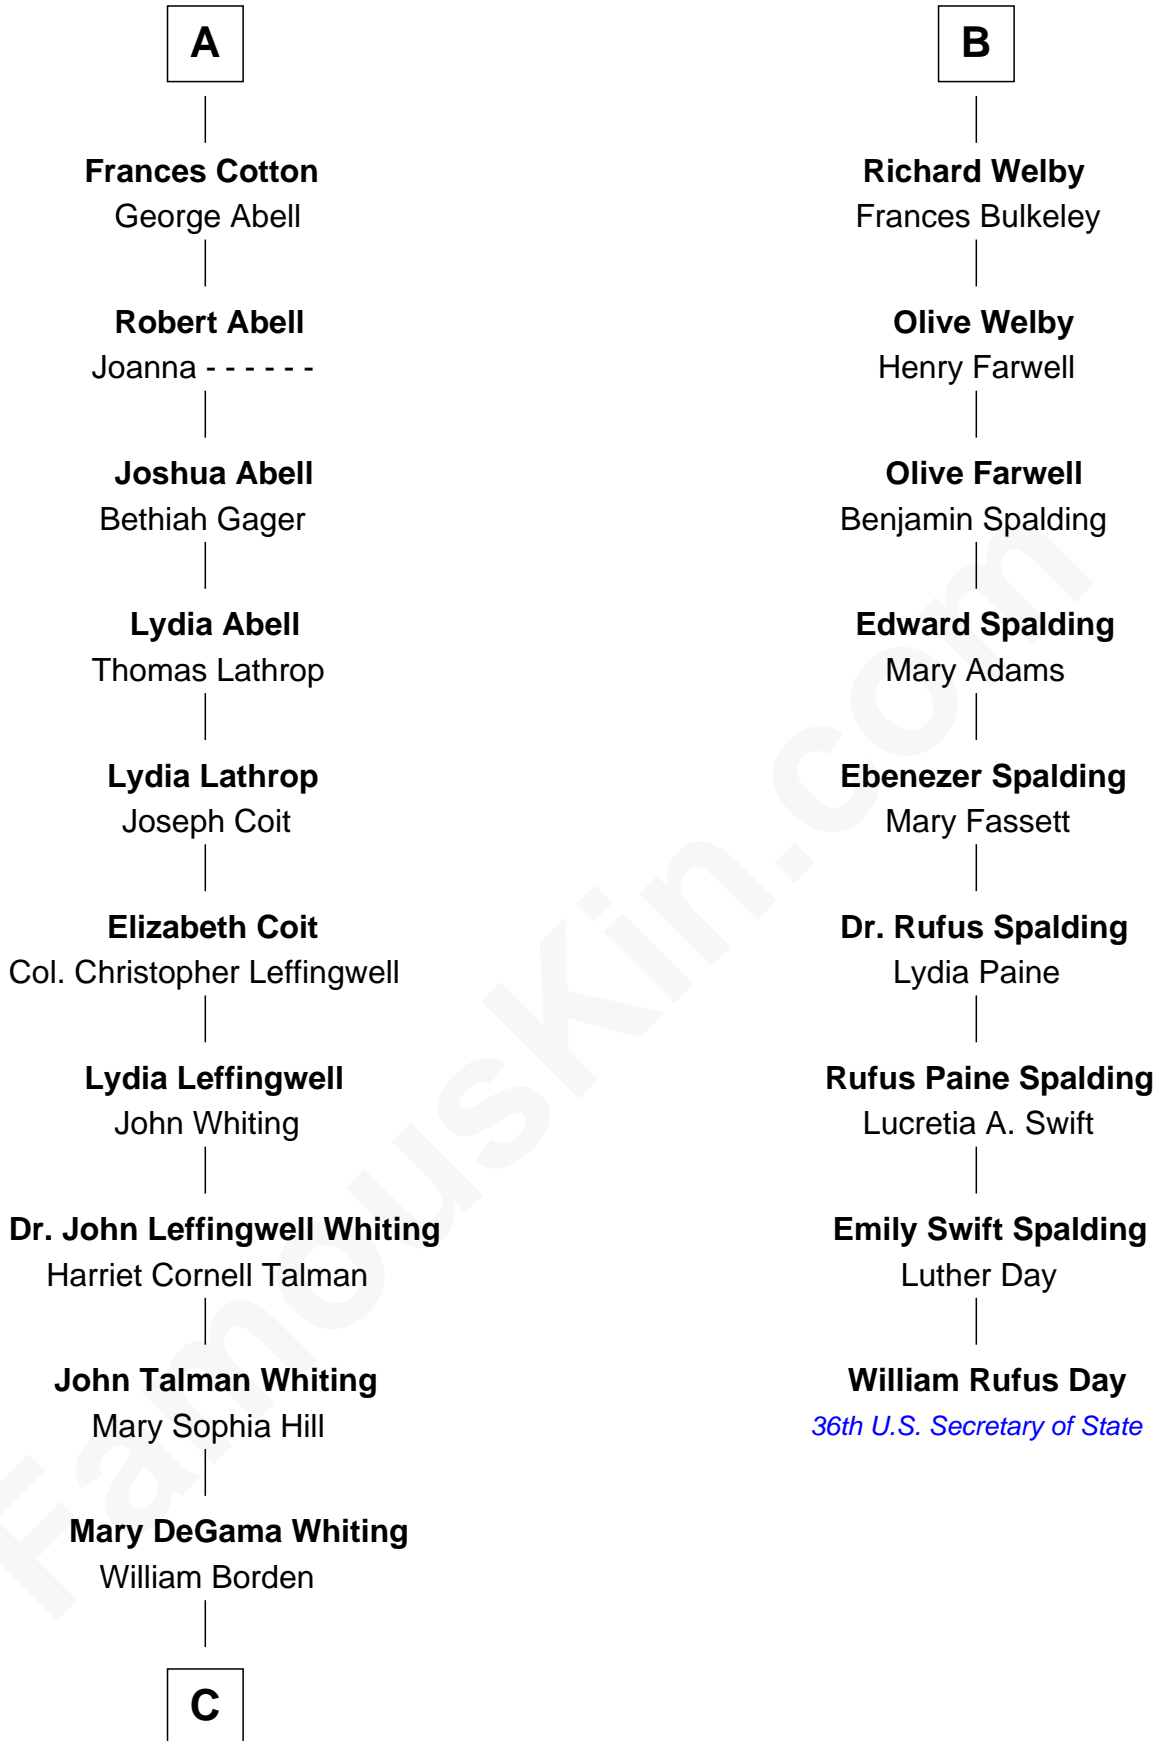 A
Frances Cotton
George Abell
Robert Abell
Joanna - - - - - -
Joshua Abell
Bethiah Gager
Lydia Abell
Thomas Lathrop
Lydia Lathrop
Joseph Coit
Elizabeth Coit
Col. Christopher Leffingwell
Lydia Leffingwell
John Whiting
Dr. John Leffingwell Whiting
Harriet Cornell Talman
John Talman Whiting
Mary Sophia Hill
Mary DeGama Whiting
William Borden
C
B
Richard Welby
Frances Bulkeley
Olive Welby
Henry Farwell
Olive Farwell
Benjamin Spalding
Edward Spalding
Mary Adams
Ebenezer Spalding
Mary Fassett
Dr. Rufus Spalding
Lydia Paine
Rufus Paine Spalding
Lucretia A. Swift
Emily Swift Spalding
Luther Day
William Rufus Day
36th U.S. Secretary of State
FamousKin.com